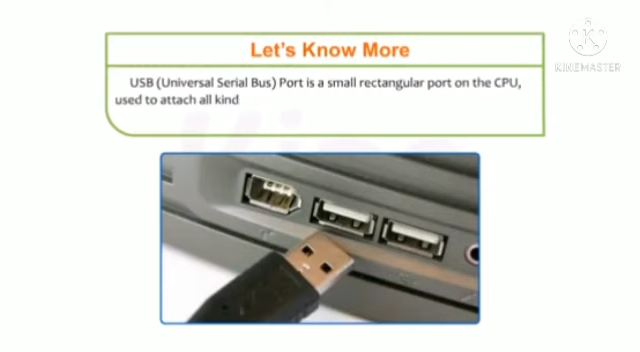 Let's Know More
USB (Universal Serial Bus) Port is a small rectangular port on the CPU,
used to attach all kind
KINEMASTER